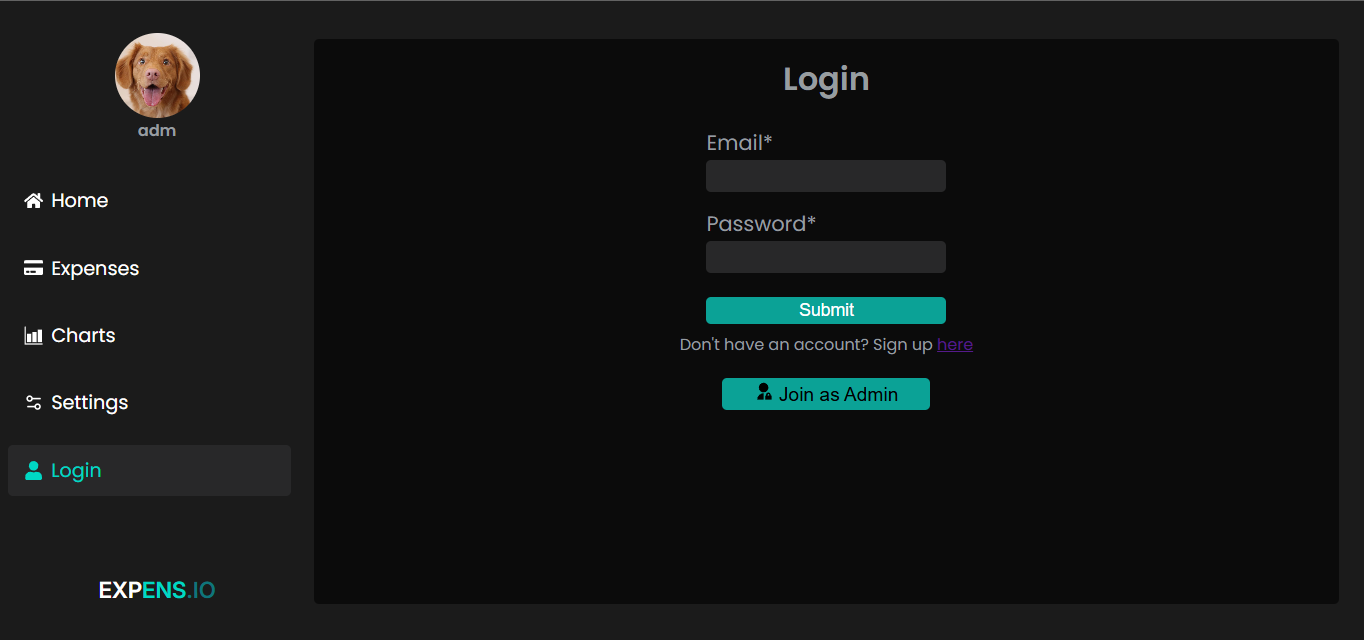 adm
Home
Expenses
Charts
Settings
Login
EXPENS.IO
Login
Email*
Password*
Submit
Don't have an account? Sign up here
Join as Admin